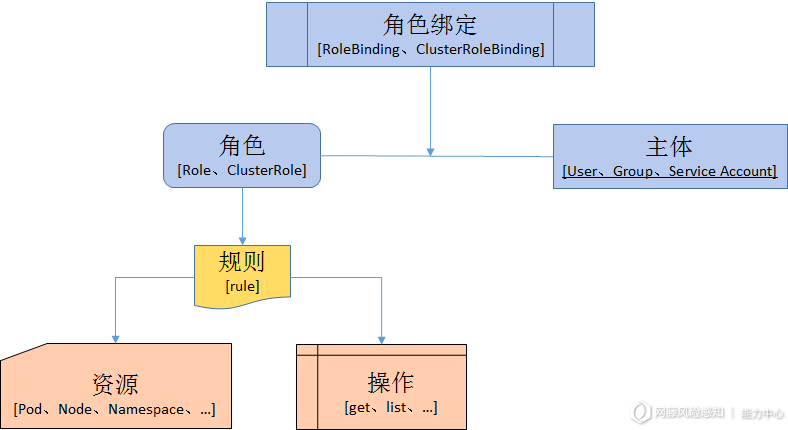 角色绑定
[RoleBinding、ClusterRoleBinding]
角色
[Role、ClusterRole]
主体
[User、Group、Service Account]
规则
[rule]
资源
[Pod、Node、Namespace、...]
操作
[get、list、...]
网藤风险感知 | 能力中心